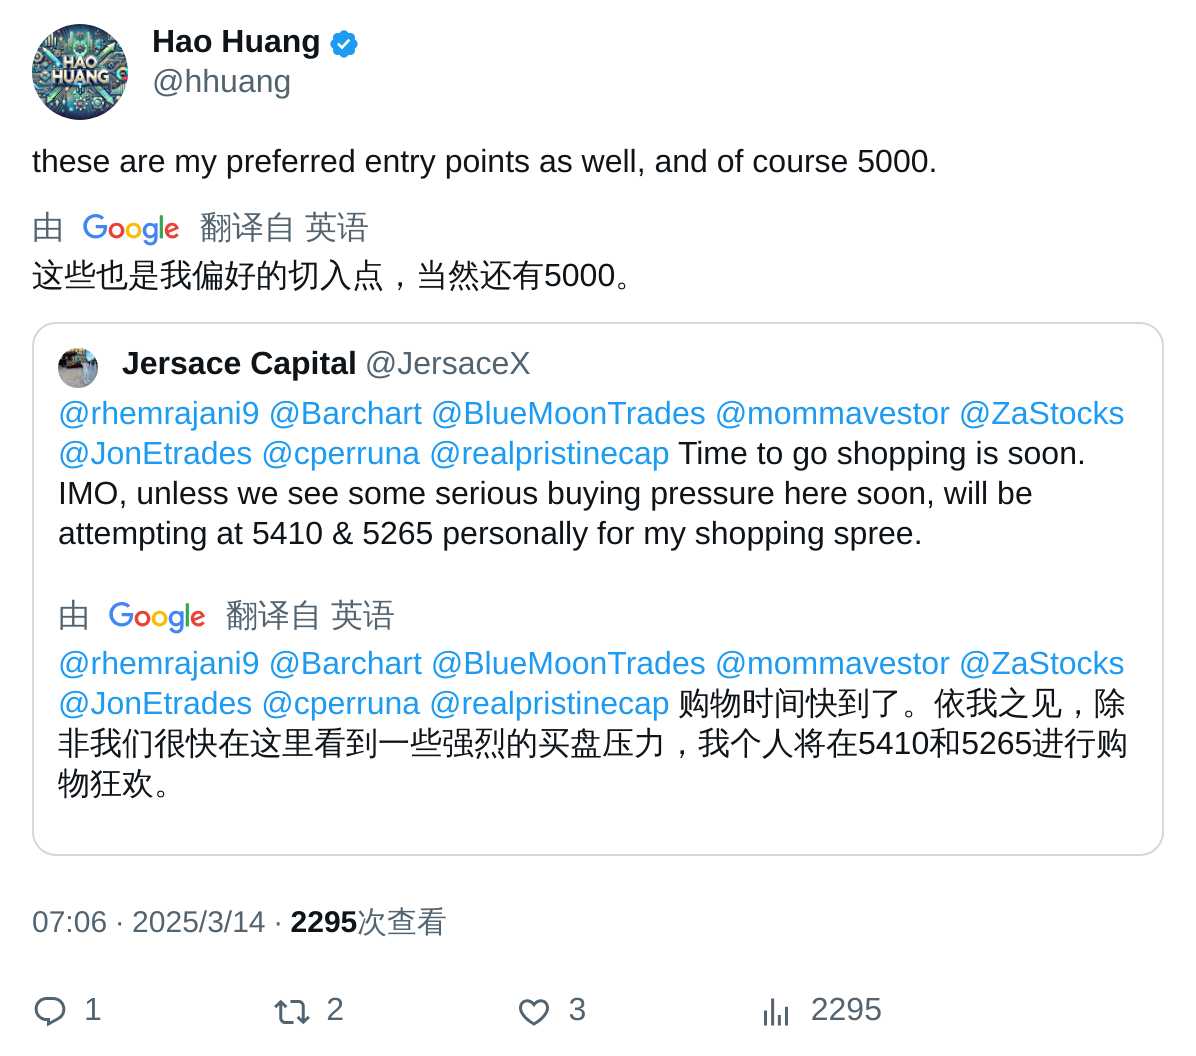 HAO
HUANG
Hao Huang
@hhuang
these are my preferred entry points as well, and of course 5000.
由 Google 翻译自 英语
这些也是我偏好的切入点，当然还有5000。
Jersace Capital @JersaceX
@rhemrajani9 @Barchart @BlueMoonTrades @mommavestor @ZaStocks
@JonEtrades @cperruna @realpristinecap Time to go shopping is soon.
IMO, unless we see some serious buying pressure here soon, will be
attempting at 5410 & 5265 personally for my shopping spree.
由 Google 翻译自 英语
@rhemrajani9 @Barchart @BlueMoonTrades @mommavestor @ZaStocks
@JonEtrades @cperruna @realpristinecap 购物时间快到了。依我之见，除
非我们很快在这里看到一些强烈的买盘压力，我个人将在5410和5265进行购
物狂欢。
07:06 · 2025/3/14 · 2295次查看
1 2 3 2295